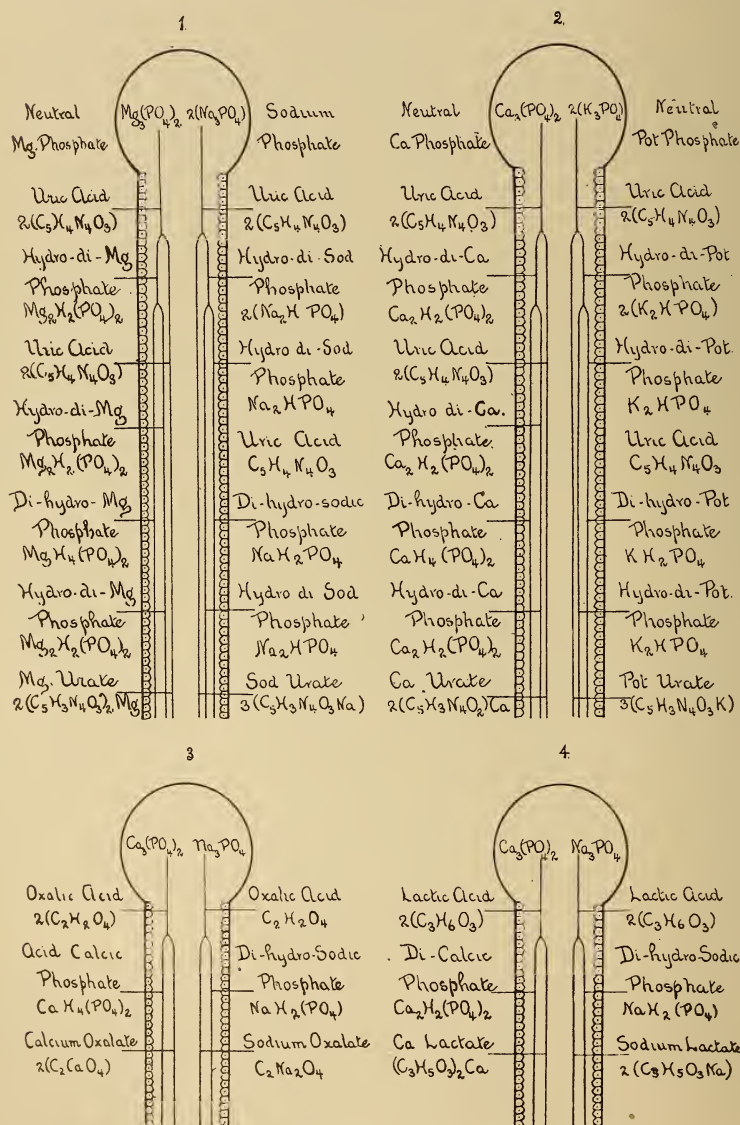 1.
Neutral
Mg. Phosphate
Mg3(PO4)2 2(Na3PO4)
Sodium
Phosphate
Uric Acid
2(C5H4N4O3)
Hydro-di-Mg
Phosphate
Mg2H2(PO4)2
Uric Acid
2(C5H4N4O3)
Hydro-di-Mg
Phosphate
Mg2H2(PO4)2
Di-hydro-Mg
Phosphate
MgH4(PO4)2
Hydro-di-Mg
Phosphate
Mg2H2(PO4)2
Mg. Urate
2(C5H3N4O3)2Mg
Uric Acid
2(C5H4N4O3)
Hydro-di-Sod
Phosphate
2(Na2H PO4)
Hydro di-Sod
Phosphate
Na2HPO4
Uric Acid
C5H4N4O3
Di-hydro-sodic
Phosphate
NaH2PO4
Hydro di Sod
Phosphate
Na2HPO4
Sod Urate
3(C5H3N4O3Na)
2.
Neutral
Ca Phosphate
Ca2(PO4)2 2(K3PO4)
Neutral
Pot Phosphate
Uric Acid
2(C5H4N4O3)
Hydro-di-Ca
Phosphate
Ca2H2(PO4)2
Uric Acid
2(C5H4N4O3)
Hydro di-Ca.
Phosphate.
Ca2H2(PO4)2
Di-hydro-Ca
Phosphate
CaH4(PO4)2
Hydro-di-Ca
Phosphate
Ca2H2(PO4)2
Ca Urate
2(C5H3N4O2)Ca
Uric Acid
2(C5H4N4O3)
Hydro-di-Pot
Phosphate
2(K2HPO4)
Hydro-di-Pot.
Phosphate
K2HPO4
Uric Acid
C5H4N4O3
Di-hydro-Pot
Phosphate
KH2PO4
Hydro-di-Pot.
Phosphate
K2HPO4
Pot Urate
3(C5H3N4O3K)
3
Ca3(PO4)2 Na3PO4
Oxalic Acid
2(C2H2O4)
Acid Calcic
Phosphate
CaH4(PO4)2
Calcium Oxalate
2(C2CaO4)
Oxalic Acid
C2H2O4
Di-hydro-Sodic
Phosphate
NaH2(PO4)
Sodium Oxalate
C2Na2O4
4.
Ca3(PO4)2 Na3PO4
Lactic Acid
2(C3H6O3)
Di-Calcic
Phosphate
Ca2H2(PO4)2
Ca Lactate
(C3H5O3)2Ca
Lactic Acid
2(C3H6O3)
Di-hydro Sodic
Phosphate
NaH2(PO4)
Sodium Lactate
2(C3H5O3Na)